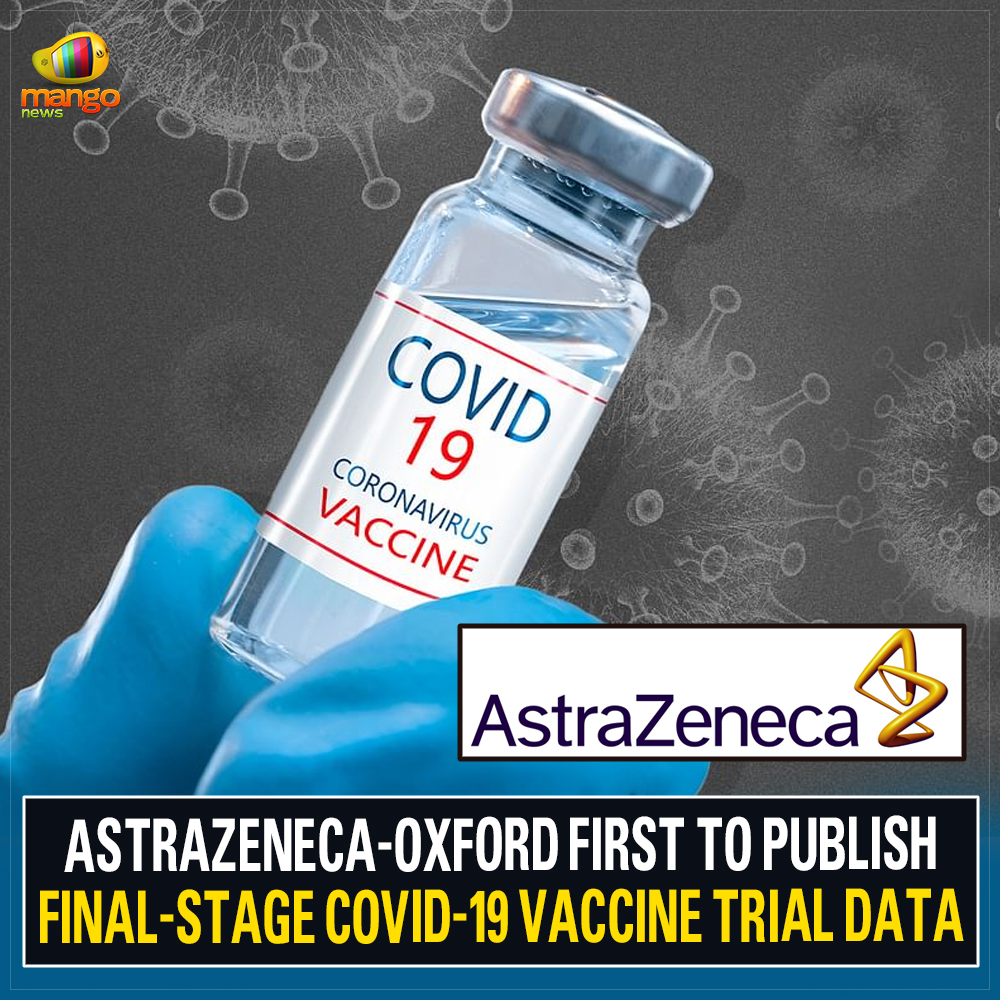 mango
news
COVID
19
CORONAVIRUS
VACCINE
AstraZeneca
ASTRAZENECA-OXFORD FIRST TO PUBLISH
FINAL-STAGE COVID-19 VACCINE TRIAL DATA